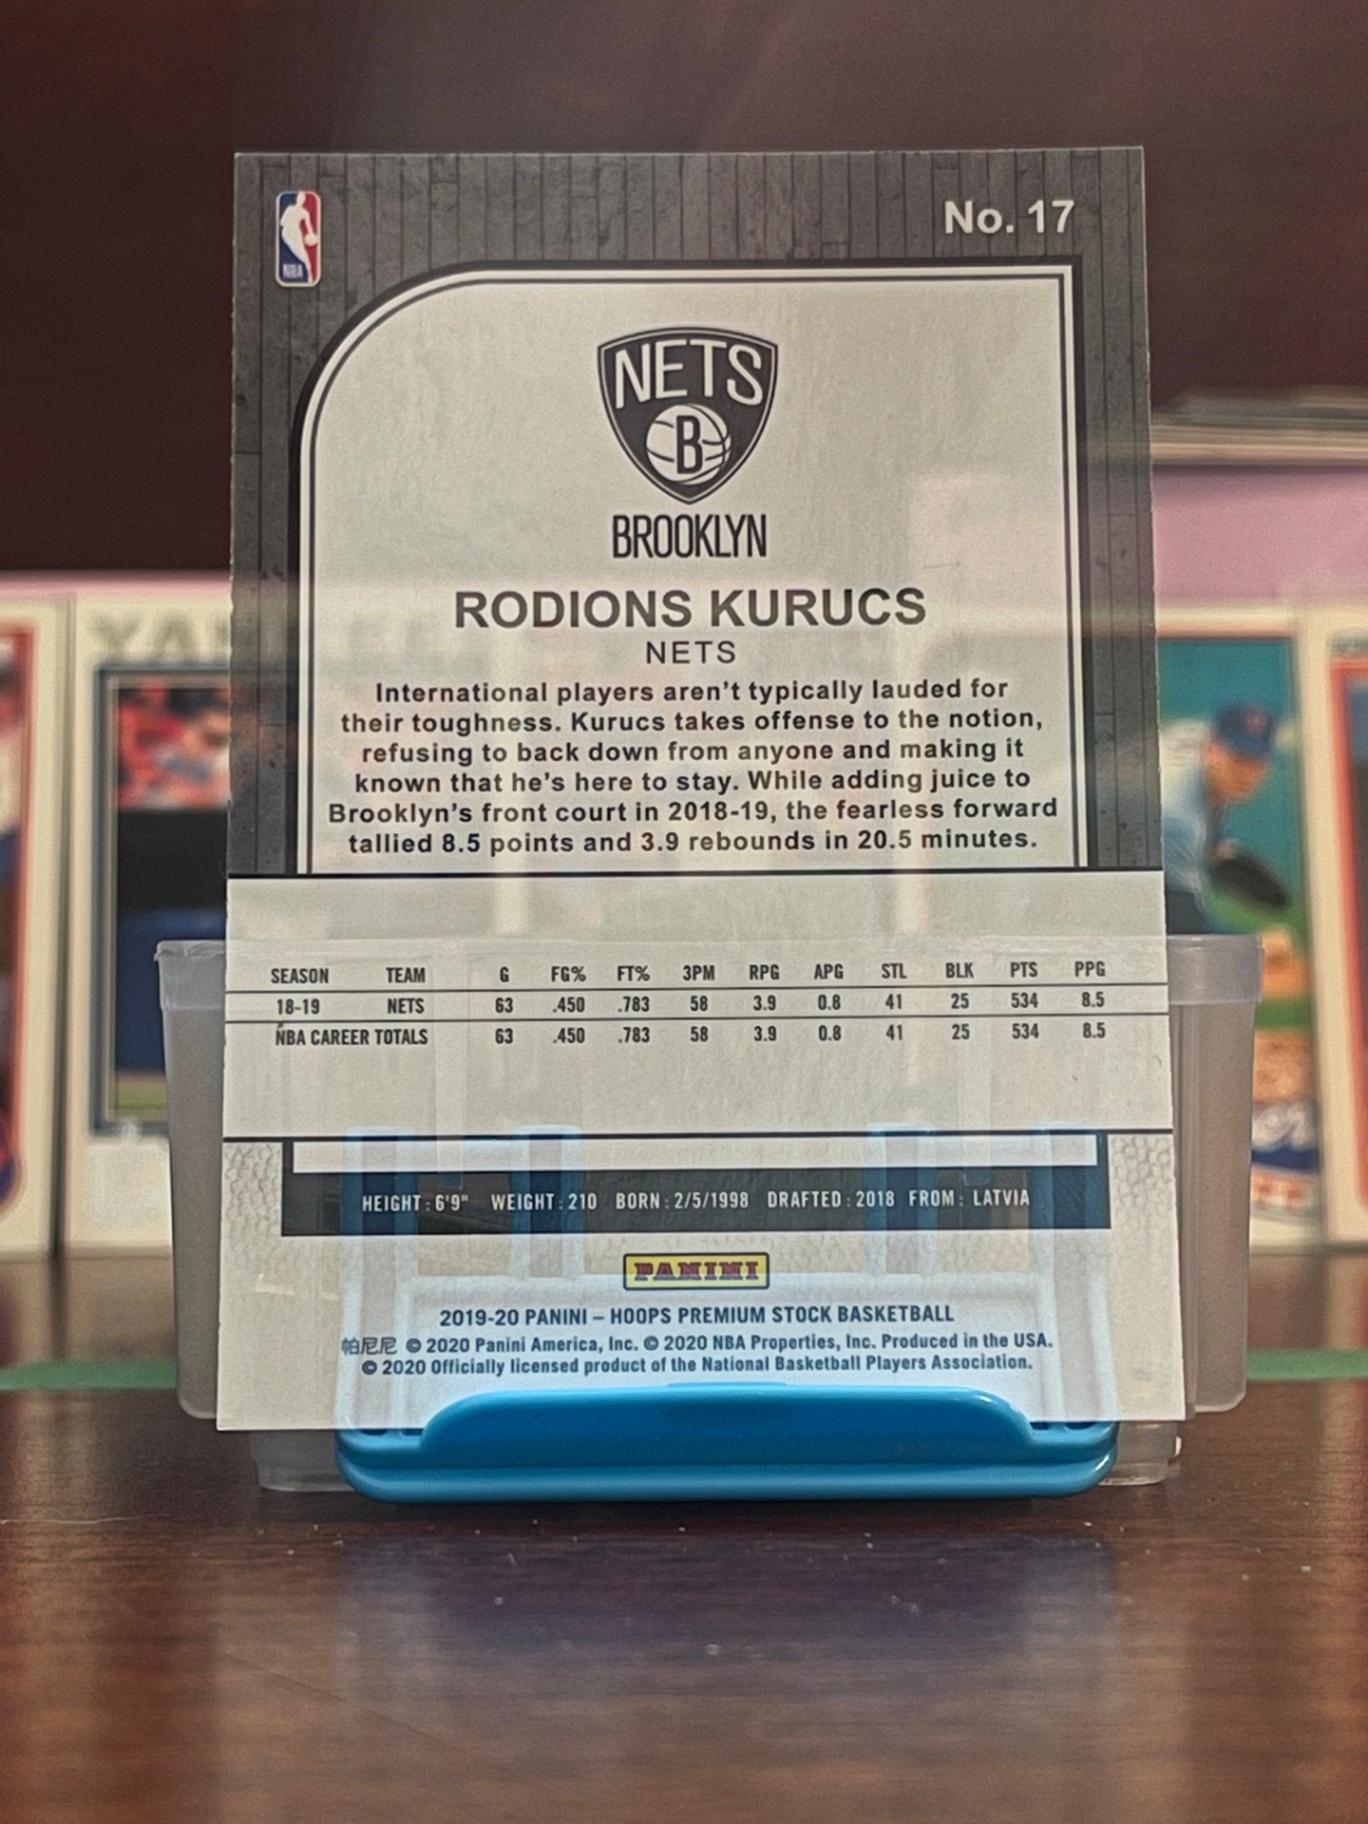 No. 17
NBA
NETS
B
BROOKLYN
RODIONS KURUCS
NETS
International players aren't typically lauded for
their toughness. Kurucs takes offense to the notion,
refusing to back down from anyone and making it
known that he's here to stay. While adding juice to
Brooklyn's front court in 2018-19, the fearless forward
tallied 8.5 points and 3.9 rebounds in 20.5 minutes.
SEASON TEAM G FG% FT% 3PM RPG APG STL BLK PTS PPG
18-19 NETS 63 .450 .783 58 3.9 0.8 41 25 534 8.5
NBA CAREER TOTALS 63 .450 .783 58 3.9 0.8 41 25 534 8.5
HEIGHT: 6'9" WEIGHT: 210 BORN: 2/5/1998 DRAFTED: 2018 FROM: LATVIA
PANINI
2019-20 PANINI – HOOPS PREMIUM STOCK BASKETBALL
帕尼尼 © 2020 Panini America, Inc. © 2020 NBA Properties, Inc. Produced in the USA.
© 2020 Officially licensed product of the National Basketball Players Association.